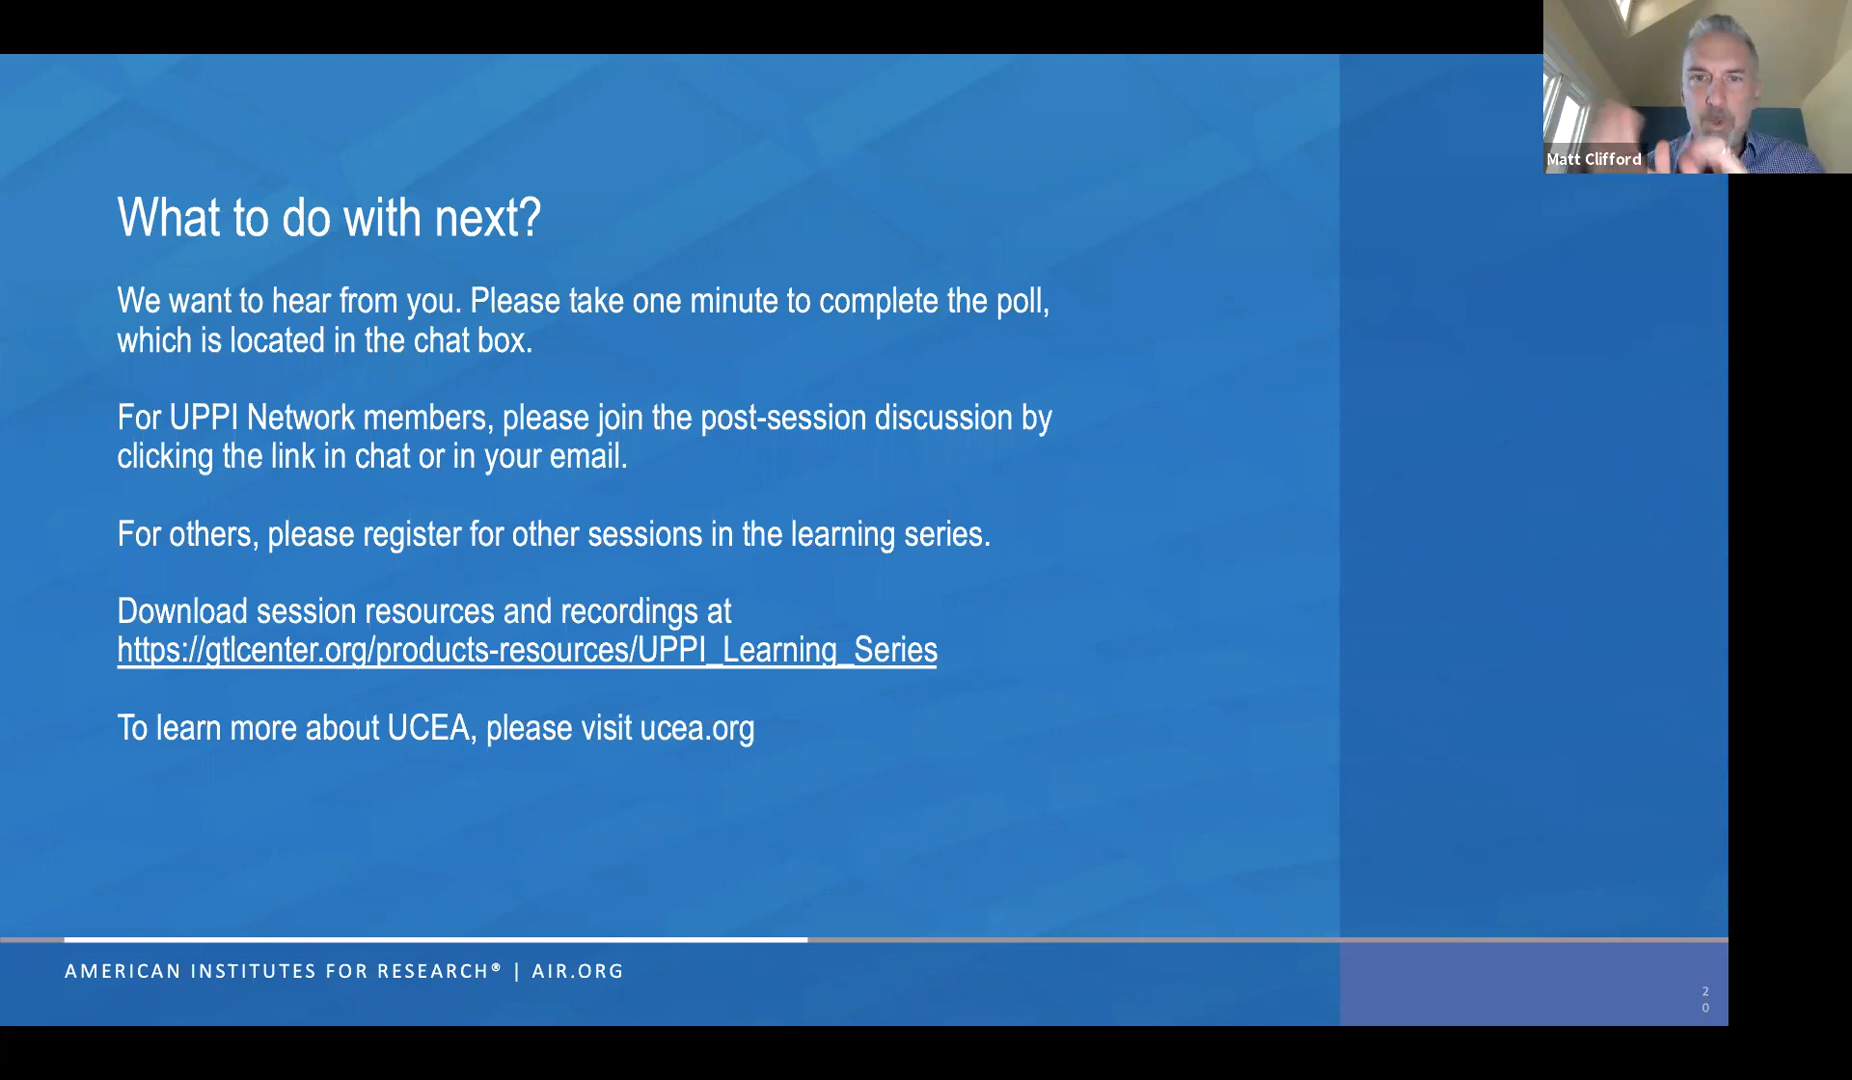 Matt Clifford
What to do with next?
We want to hear from you. Please take one minute to complete the poll,
which is located in the chat box.
For UPPI Network members, please join the post-session discussion by
clicking the link in chat or in your email.
For others, please register for other sessions in the learning series.
Download session resources and recordings at
https://gtlcenter.org/products-resources/UPPI_Learning_Series
To learn more about UCEA, please visit ucea.org
AMERICAN INSTITUTES FOR RESEARCH® | AIR.ORG
2
0